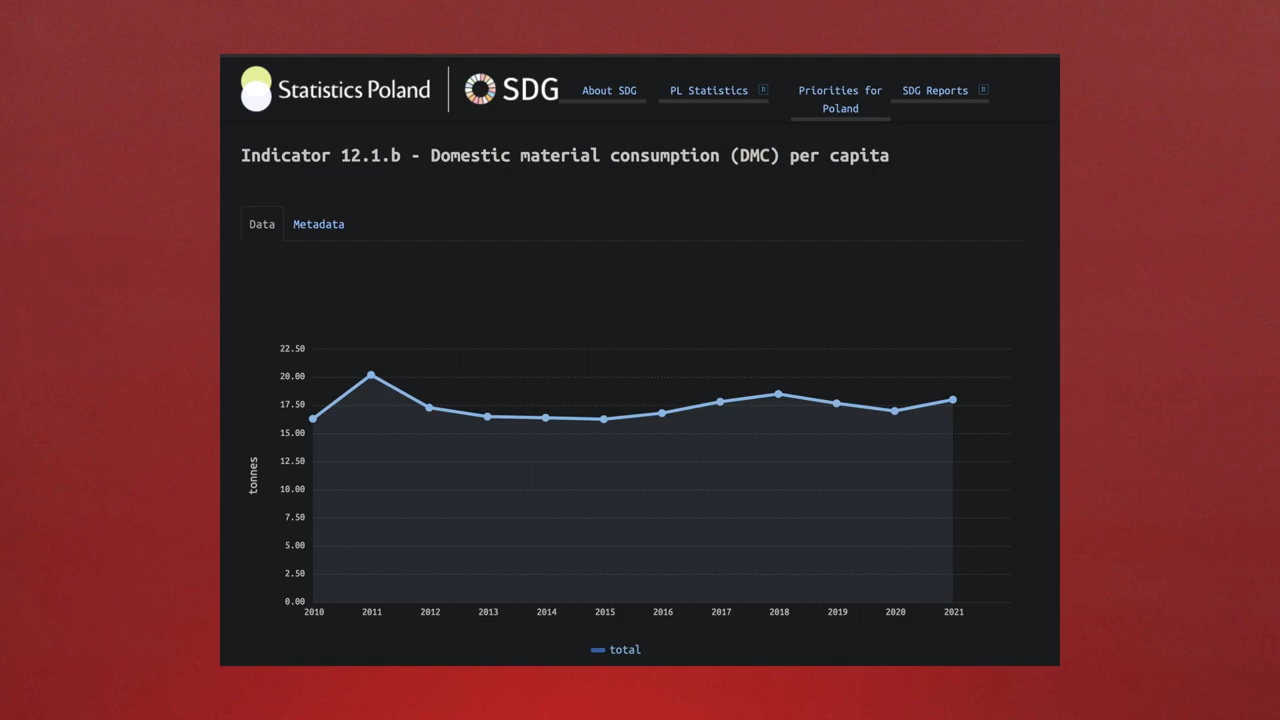 Statistics Poland
SDG
About SDG
PL Statistics
Priorities for
Poland
SDG Reports
Indicator 12.1.b - Domestic material consumption (DMC) per capita
Data
Metadata
22.50
20.00
17.50
15.00
12.50
10.00
7.50
5.00
2.50
0.00
tonnes
2010 2011 2012 2013 2014 2015 2016 2017 2018 2019 2020 2021
total